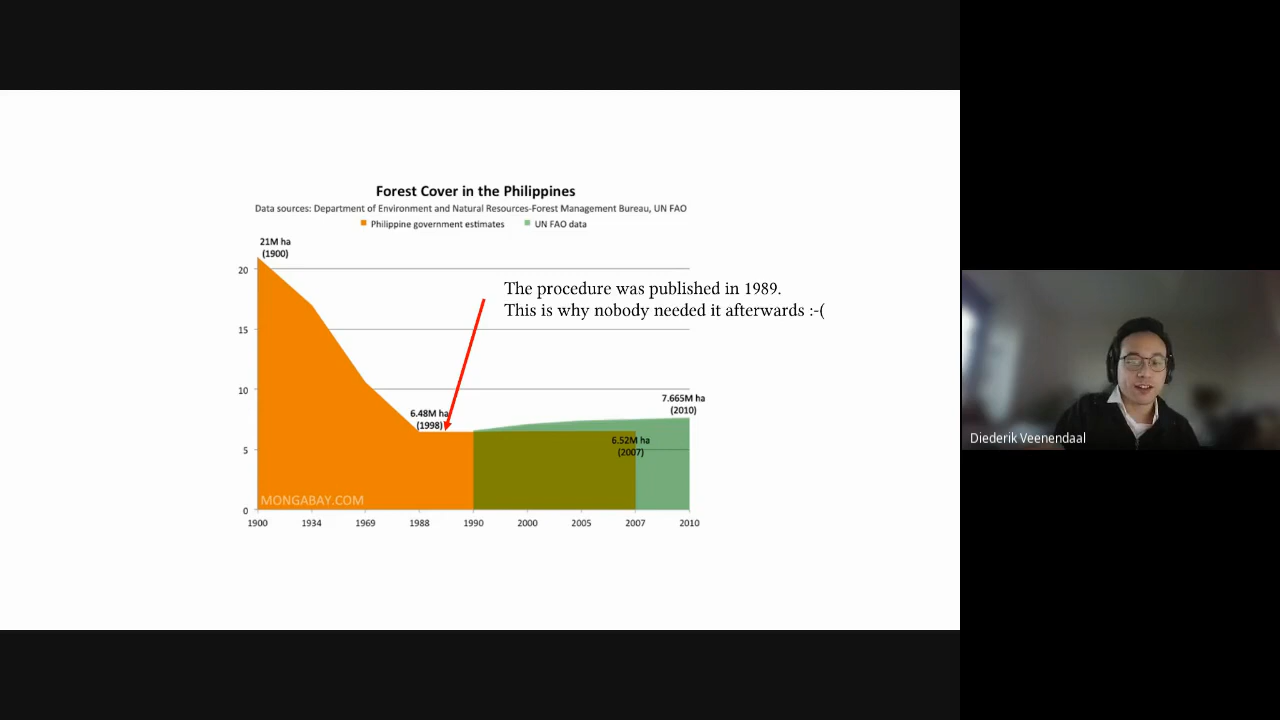 Forest Cover in the Philippines
Data sources: Department of Environment and Natural Resources-Forest Management Bureau, UN FAO
Philippine government estimates UN FAO data
21M ha
(1900)
20
The procedure was published in 1989.
This is why nobody needed it afterwards :-(
15
10
7.665M ha
(2010)
6.48M ha
(1998)
6.52M ha
(2007)
5
MONGABAY.COM
0
1900 1934 1969 1988 1990 2000 2005 2007 2010
Diederik Veenendaal